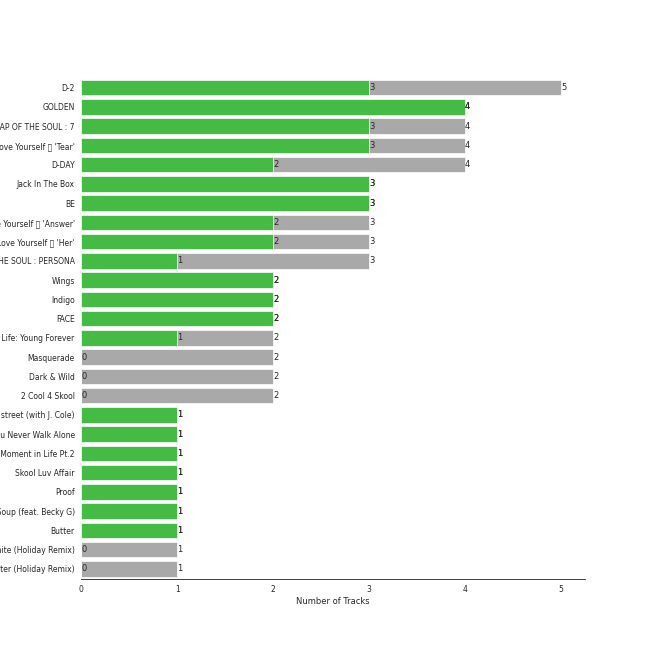 D-2 3 5
GOLDEN 4
AP OF THE SOUL : 7 3 4
ove Yourself 'Tear' 3 4
D-DAY 2 4
Jack In The Box 3
BE 3
Yourself 'Answer' 2 3
Love Yourself 'Her' 2 3
HE SOUL : PERSONA 1 3
Wings 2
Indigo 2
FACE 2
Life: Young Forever 1 2
Masquerade 0 2
Dark & Wild 0 2
2 Cool 4 Skool 0 2
street (with J. Cole) 1
u Never Walk Alone 1
Moment in Life Pt.2 1
Skool Luv Affair 1
Proof 1
Soup (feat. Becky G) 1
Butter 1
ite (Holiday Remix) 0 1
ter (Holiday Remix) 0 1
0 1 2 3 4 5
Number of Tracks